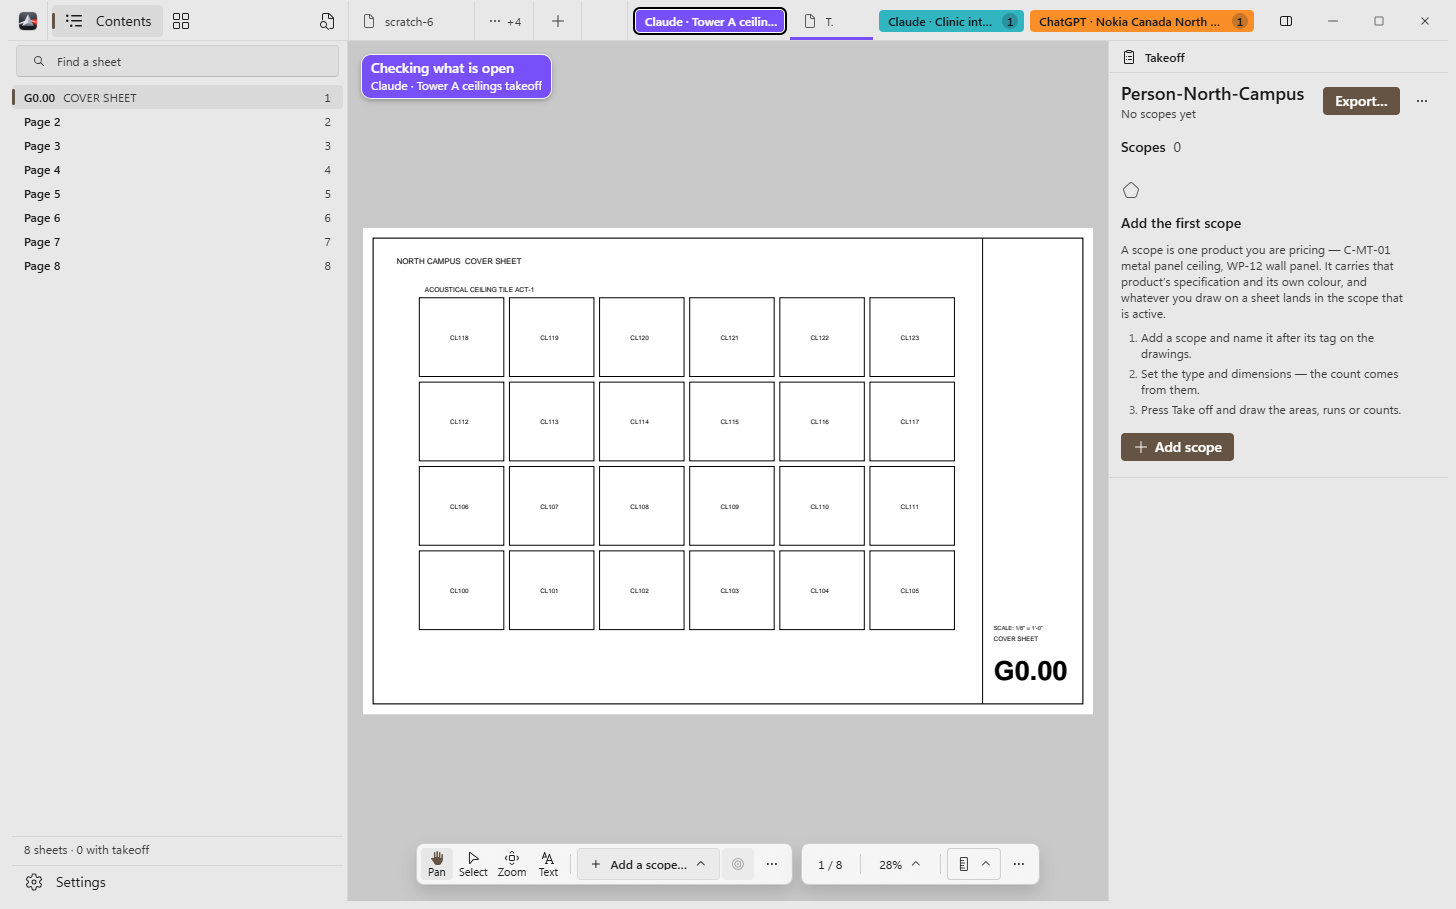 Contents
scratch-6
··· +4
Claude · Tower A ceilin...
T.
Claude · Clinic int... 1
ChatGPT · Nokia Canada North ... 1
Find a sheet
G0.00 COVER SHEET 1
Page 2 2
Page 3 3
Page 4 4
Page 5 5
Page 6 6
Page 7 7
Page 8 8
8 sheets · 0 with takeoff
Settings
Checking what is open
Claude · Tower A ceilings takeoff
NORTH CAMPUS COVER SHEET
ACOUSTICAL CEILING TILE ACT-1
CL118 CL119 CL120 CL121 CL122 CL123
CL112 CL113 CL114 CL115 CL116 CL117
CL106 CL107 CL108 CL109 CL110 CL111
CL100 CL101 CL102 CL103 CL104 CL105
SCALE: 1/8" = 1'-0"
COVER SHEET
G0.00
Pan
Select
Zoom
Text
Add a scope...
1 / 8
28%
Takeoff
Person-North-Campus
Export...
No scopes yet
Scopes 0
Add the first scope
A scope is one product you are pricing — C-MT-01
metal panel ceiling, WP-12 wall panel. It carries that
product's specification and its own colour, and
whatever you draw on a sheet lands in the scope that
is active.
1. Add a scope and name it after its tag on the
drawings.
2. Set the type and dimensions — the count comes
from them.
3. Press Take off and draw the areas, runs or counts.
Add scope